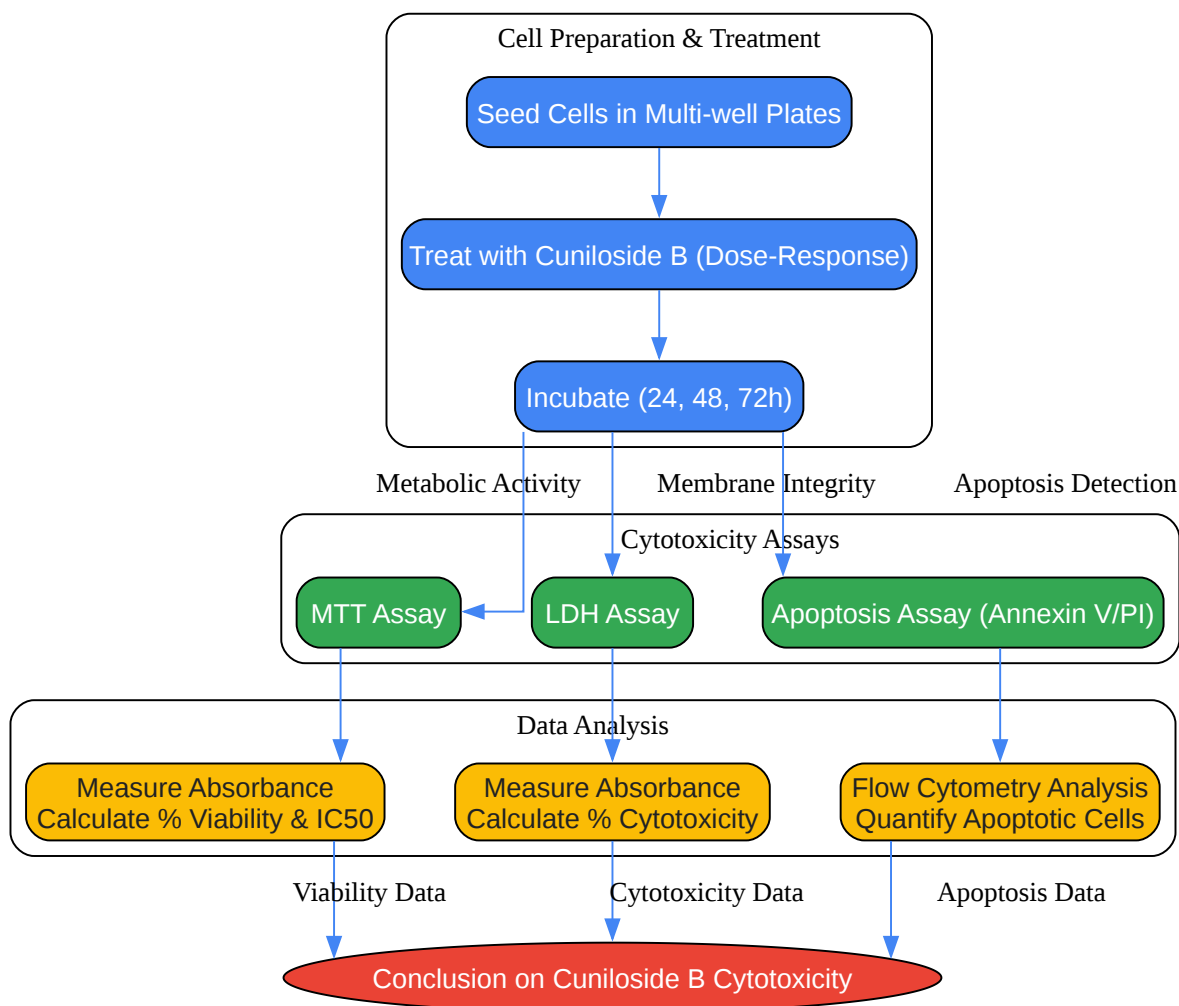 Cell Preparation & Treatment
Seed Cells in Multi-well Plates
Treat with Cuniloside B (Dose-Response)
Incubate (24, 48, 72h)
Metabolic Activity
Membrane Integrity
Apoptosis Detection
Cytotoxicity Assays
MTT Assay
LDH Assay
Apoptosis Assay (Annexin V/PI)
Data Analysis
Measure Absorbance
Calculate % Viability & IC50
Measure Absorbance
Calculate % Cytotoxicity
Flow Cytometry Analysis
Quantify Apoptotic Cells
Viability Data
Cytotoxicity Data
Apoptosis Data
Conclusion on Cuniloside B Cytotoxicity